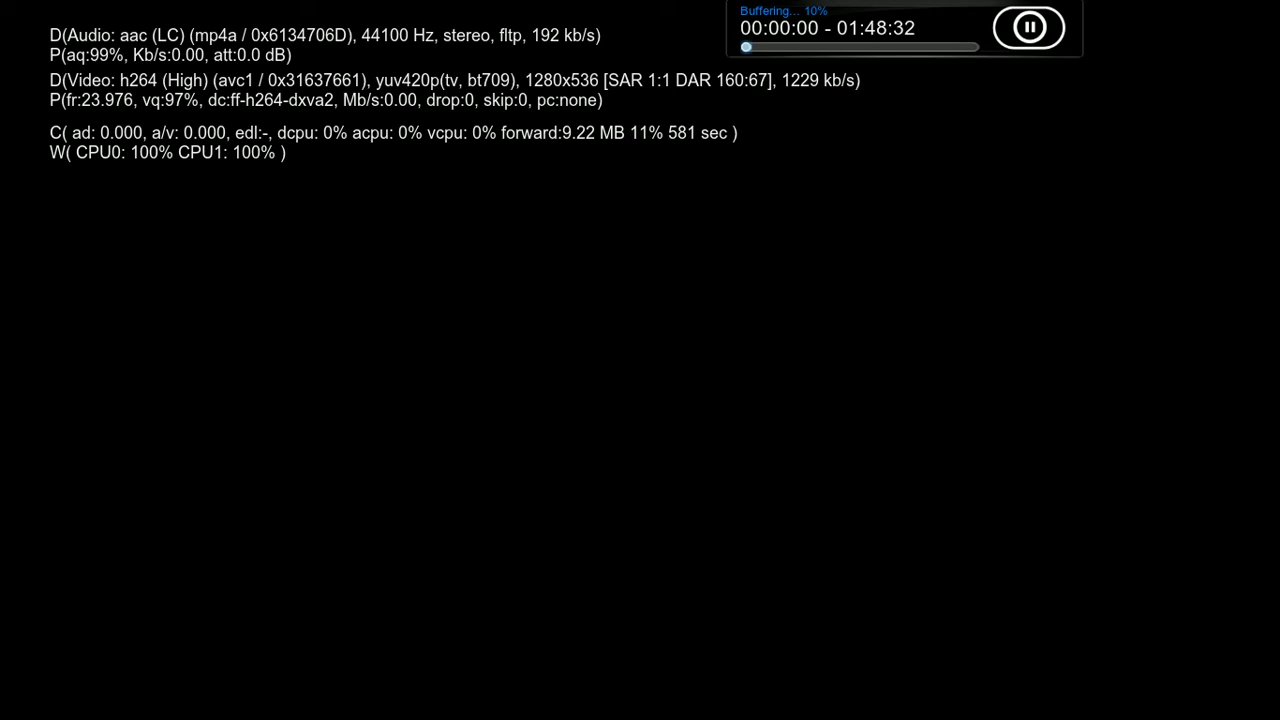 Buffering... 10%
00:00:00 - 01:48:32
D(Audio: aac (LC) (mp4a / 0x6134706D), 44100 Hz, stereo, fltp, 192 kb/s)
P(aq:99%, Kb/s:0.00, att:0.0 dB)
D(Video: h264 (High) (avc1 / 0x31637661), yuv420p(tv, bt709), 1280x536 [SAR 1:1 DAR 160:67], 1229 kb/s)
P(fr:23.976, vq:97%, dc:ff-h264-dxva2, Mb/s:0.00, drop:0, skip:0, pc:none)
C( ad: 0.000, a/v: 0.000, edl:-, dcpu: 0% acpu: 0% vcpu: 0% forward:9.22 MB 11% 581 sec )
W( CPU0: 100% CPU1: 100% )